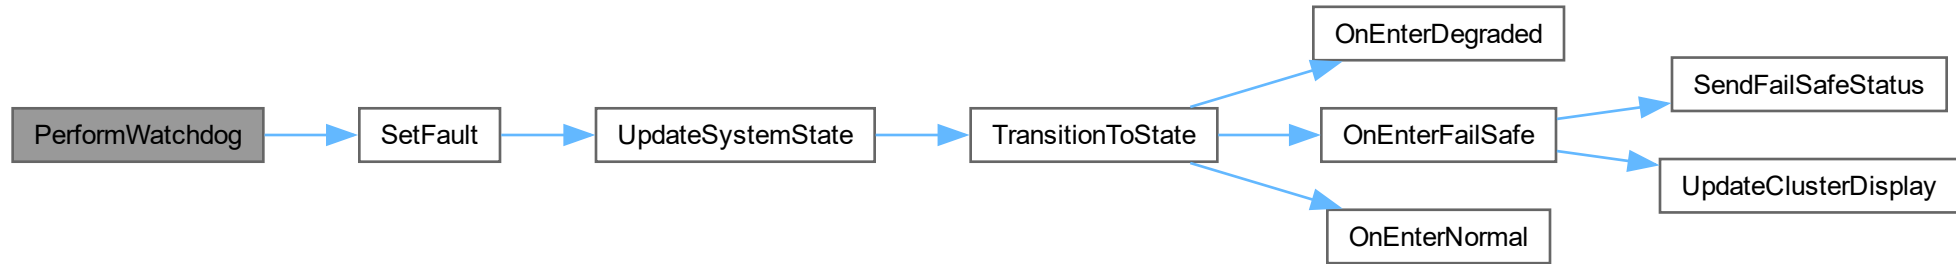 PerformWatchdog
SetFault
UpdateSystemState
TransitionToState
OnEnterDegraded
OnEnterFailSafe
OnEnterNormal
SendFailSafeStatus
UpdateClusterDisplay